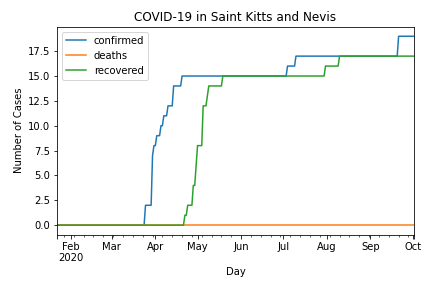 COVID-19 in Saint Kitts and Nevis
confirmed
deaths
recovered
Number of Cases
17.5
15.0
12.5
10.0
7.5
5.0
2.5
0.0
Feb Mar Apr May Jun Jul Aug Sep Oct
2020
Day